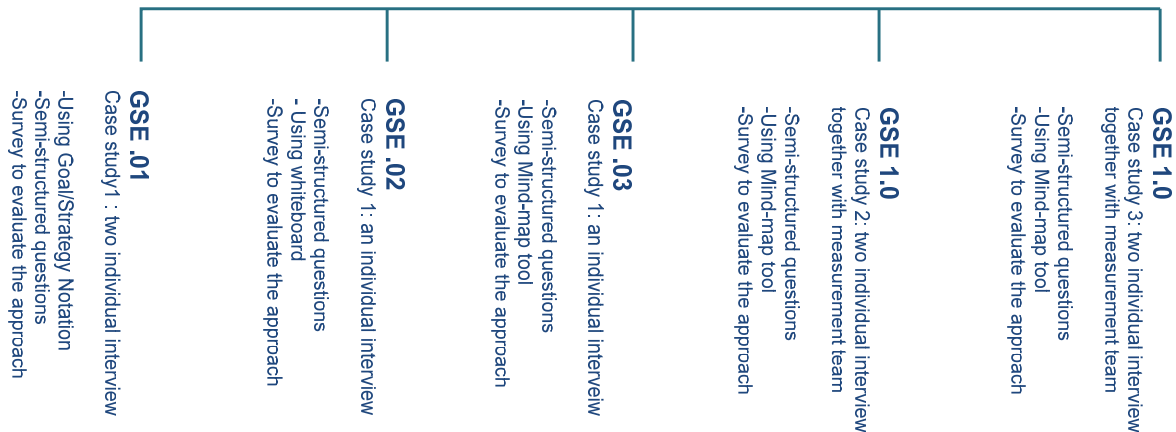 GSE .01
Case study1 : two individual interview
-Using Goal/Strategy Notation
-Semi-structured questions
-Survey to evaluate the approach
GSE .02
Case study 1: an individual interview
-Semi-structured questions
- Using whiteboard
-Survey to evaluate the approach
GSE .03
Case study 1: an individual interveiw
-Semi-structured questions
-Using Mind-map tool
-Survey to evaluate the approach
GSE 1.0
Case study 2: two individual interview
together with measurement team
-Semi-structured questions
-Using Mind-map tool
-Survey to evaluate the approach
GSE 1.0
Case study 3: two individual interview
together with measurement team
-Semi-structured questions
-Using Mind-map tool
-Survey to evaluate the approach